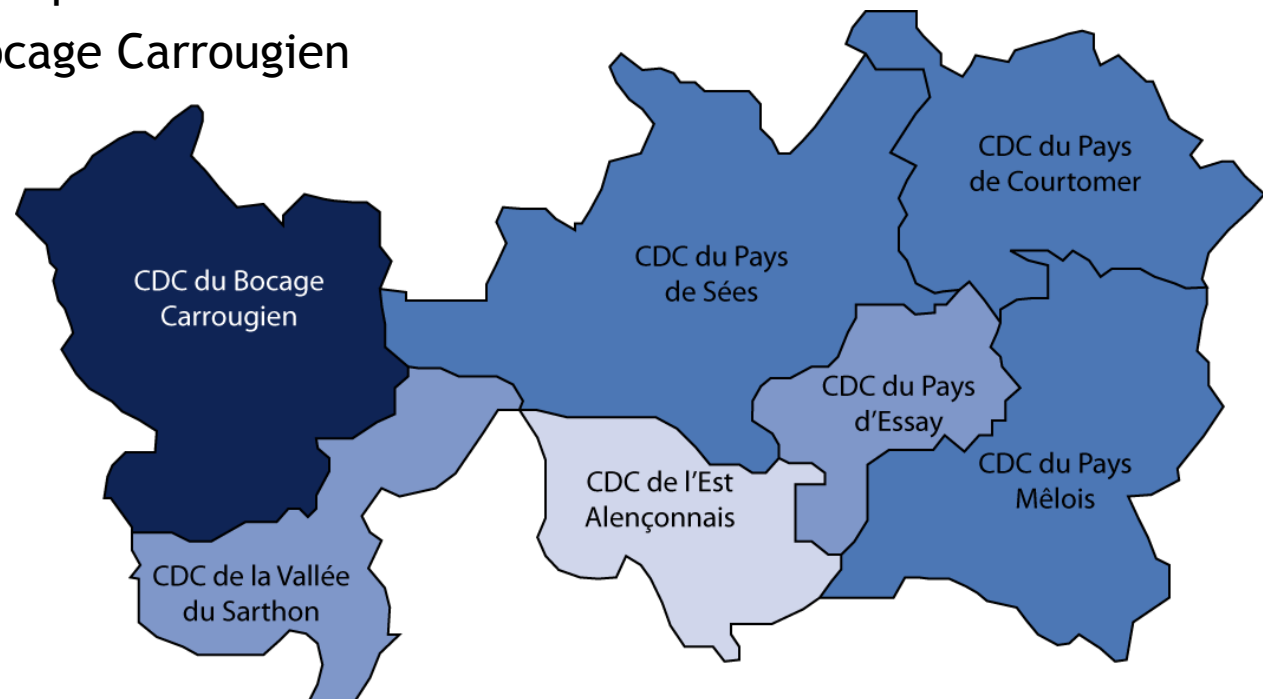 ocage Carrougien
CDC du Pays
de Courtomer
CDC du Pays
de Sées
CDC du Bocage
Carrougien
CDC du Pays
d'Essay
CDC du Pays
Mêlois
CDC de l'Est
Alençonnais
CDC de la Vallée
du Sarthon